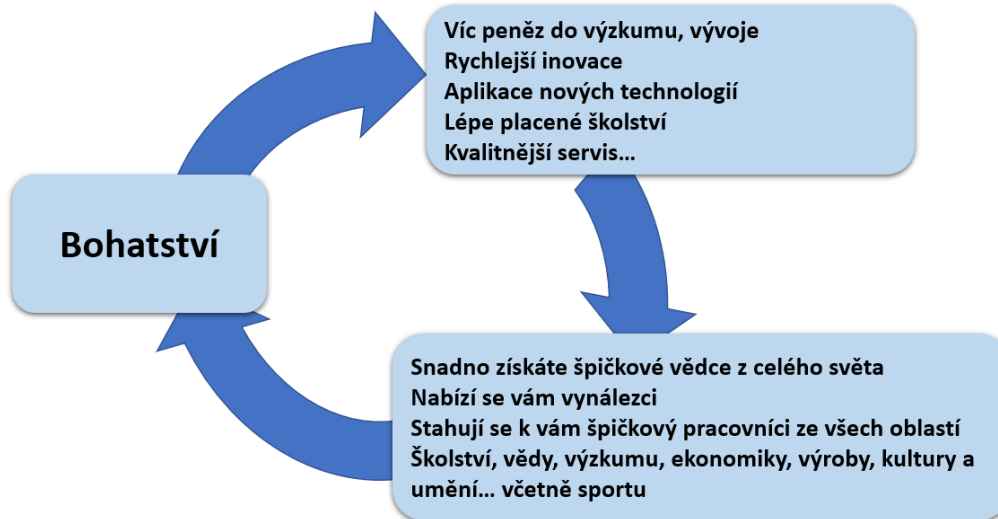 Víc peněz do výzkumu, vývoje
Rychlejší inovace
Aplikace nových technologií
Lépe placené školství
Kvalitnější servis…
Bohatství
Snadno získáte špičkové vědce z celého světa
Nabízí se vám vynálezci
Stahují se k vám špičkový pracovníci ze všech oblastí
Školství, vědy, výzkumu, ekonomiky, výroby, kultury a
umění… včetně sportu